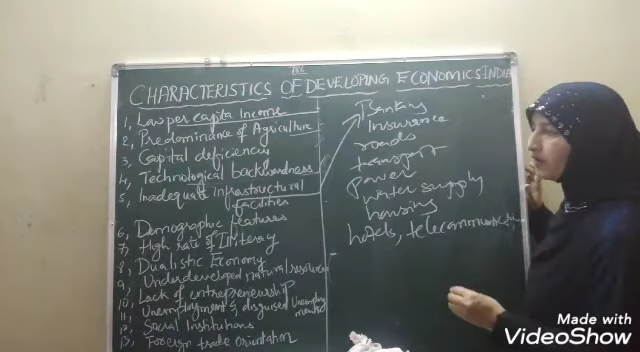 CHARACTERISTICS OF DEVELOPING ECONOMICS INDIA
1, Low per capita Income
2, Predominance of Agriculture
3, Capital deficiency
4, Technological backwardness
5, Inadequate Infrastructural
facilities
6, Demographic features
7, High rate of Illiteracy
8, Dualistic Economy
9, Underdeveloped natural resources
10, Lack of entrepreneurship
11, Unemployment & disguised Unemployment
12, Social Institutions
13, Foreign trade orientation
Banking
Insurance
roads
transport
power
water supply
housing
hotels,
Made with
VideoShow